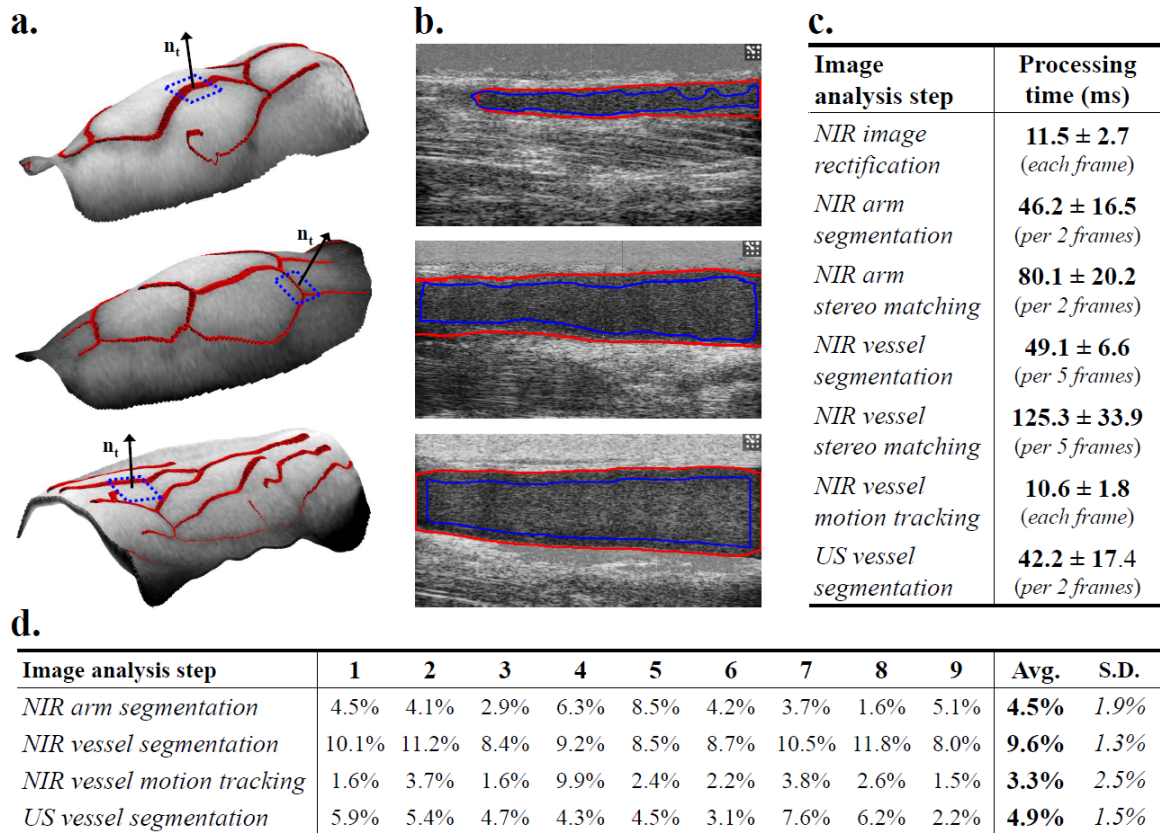 a.
n_t
n_t
n_t
b.
c.
Image analysis step | Processing time (ms)
NIR image rectification | 11.5 ± 2.7 (each frame)
NIR arm segmentation | 46.2 ± 16.5 (per 2 frames)
NIR arm stereo matching | 80.1 ± 20.2 (per 2 frames)
NIR vessel segmentation | 49.1 ± 6.6 (per 5 frames)
NIR vessel stereo matching | 125.3 ± 33.9 (per 5 frames)
NIR vessel motion tracking | 10.6 ± 1.8 (each frame)
US vessel segmentation | 42.2 ± 17.4 (per 2 frames)
d.
Image analysis step | 1 | 2 | 3 | 4 | 5 | 6 | 7 | 8 | 9 | Avg. | S.D.
NIR arm segmentation | 4.5% | 4.1% | 2.9% | 6.3% | 8.5% | 4.2% | 3.7% | 1.6% | 5.1% | 4.5% | 1.9%
NIR vessel segmentation | 10.1% | 11.2% | 8.4% | 9.2% | 8.5% | 8.7% | 10.5% | 11.8% | 8.0% | 9.6% | 1.3%
NIR vessel motion tracking | 1.6% | 3.7% | 1.6% | 9.9% | 2.4% | 2.2% | 3.8% | 2.6% | 1.5% | 3.3% | 2.5%
US vessel segmentation | 5.9% | 5.4% | 4.7% | 4.3% | 4.5% | 3.1% | 7.6% | 6.2% | 2.2% | 4.9% | 1.5%